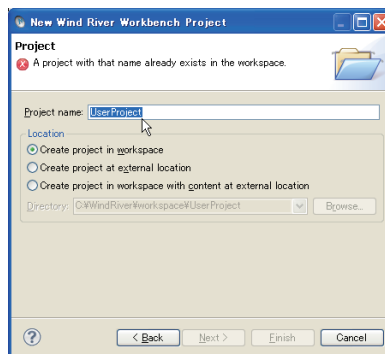 New Wind River Workbench Project
Project
A project with that name already exists in the workspace.
Project name: UserProject
Location
Create project in workspace
Create project at external location
Create project in workspace with content at external location
Directory: C:¥WindRiver¥workspace¥UserProject Browse...
< Back Next > Finish Cancel